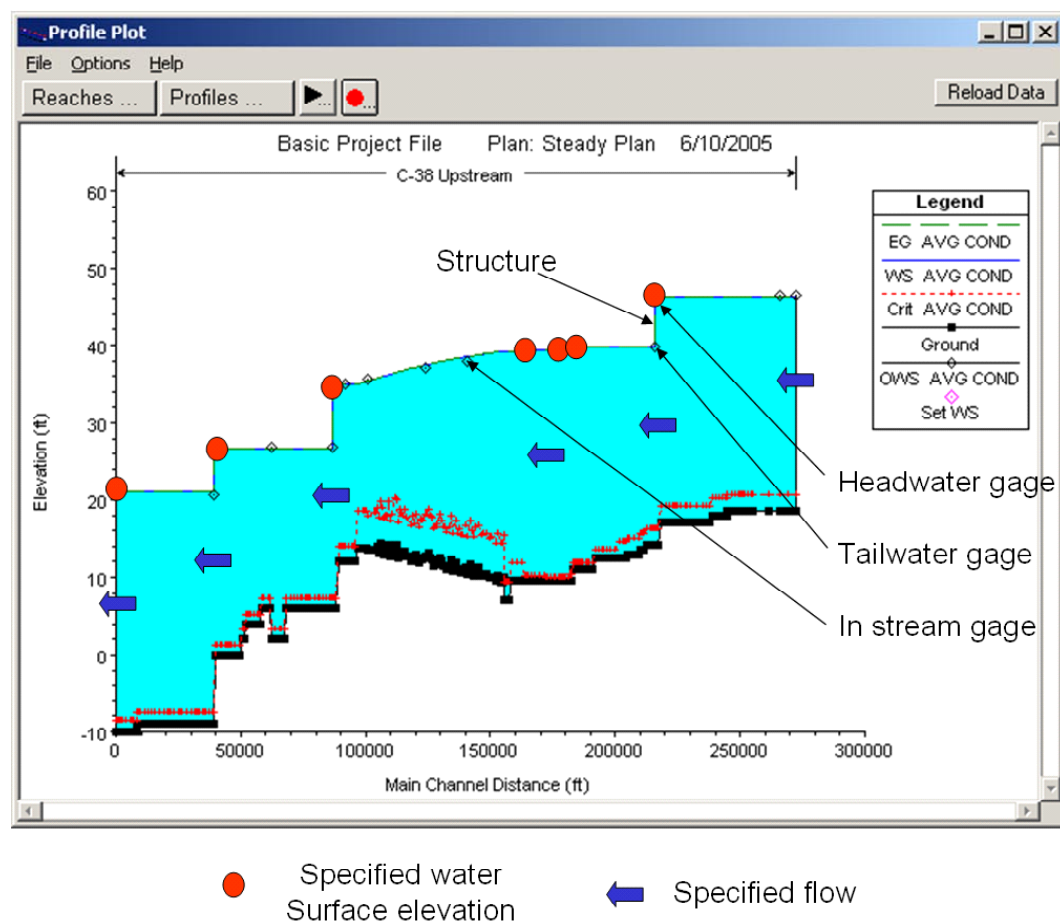 Profile Plot
File Options Help
Reaches ...
Profiles ...
...
...
Reload Data
Basic Project File Plan: Steady Plan 6/10/2005
C-38 Upstream
Elevation (ft)
60
50
40
30
20
10
0
-10
0
50000
100000
150000
200000
250000
300000
Main Channel Distance (ft)
Legend
EG AVG COND
WS AVG COND
Crit AVG COND
Ground
OWS AVG COND
Set WS
Structure
Headwater gage
Tailwater gage
In stream gage
Specified water
Surface elevation
Specified flow